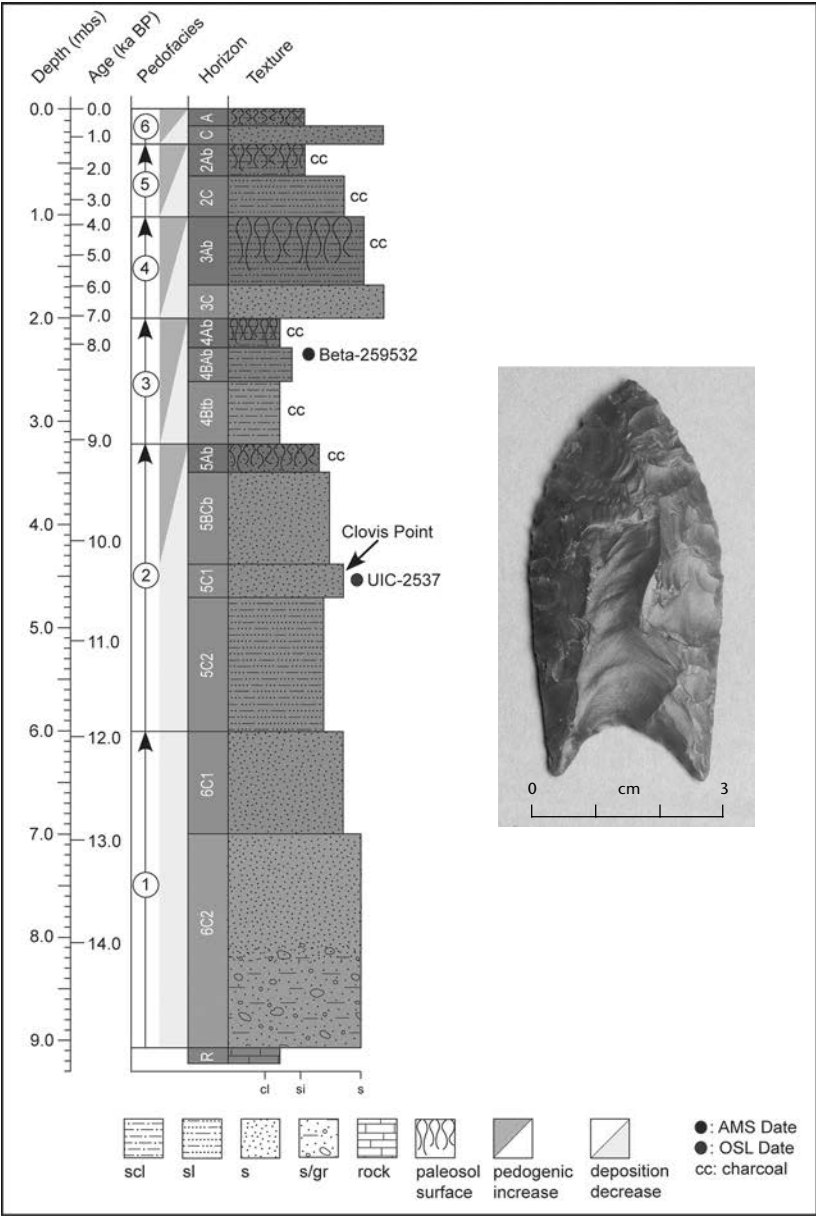 Depth (mbs)
Age (ka BP)
Pedofacies
Horizon
Texture
0.0
1.0
2.0
3.0
4.0
5.0
6.0
7.0
8.0
9.0
0.0
1.0
2.0
3.0
4.0
5.0
6.0
7.0
8.0
9.0
10.0
11.0
12.0
13.0
14.0
6
5
4
3
2
1
A
C
2Ab
2C
3Ab
3C
4Ab
4BAb
4Btb
5Ab
5BCb
5C1
5C2
6C1
6C2
R
cc
cc
cc
cc
Beta-259532
cc
cc
Clovis Point
UIC-2537
0 cm 3
cl si s
scl
sl
s
s/gr
rock
paleosol
surface
pedogenic
increase
deposition
decrease
: AMS Date
: OSL Date
cc: charcoal